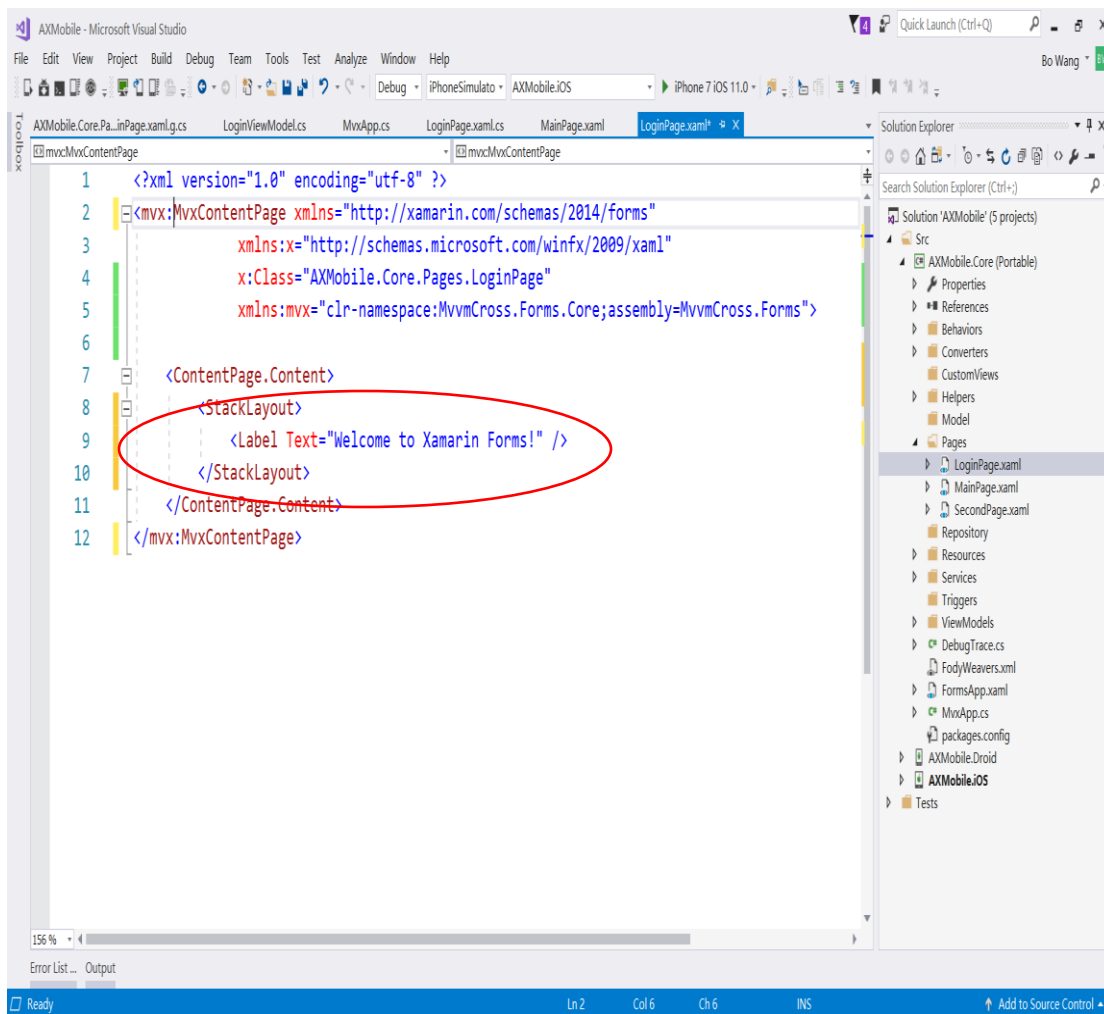 AXMobile - Microsoft Visual Studio
4
Quick Launch (Ctrl+Q)
File Edit View Project Build Debug Team Tools Test Analyze Window Help
Bo Wang
Debug iPhoneSimulato AXMobile.iOS iPhone 7 iOS 11.0
Toolbox
AXMobile.Core.Pa...inPage.xaml.g.cs LoginViewModel.cs MvxApp.cs LoginPage.xaml.cs MainPage.xaml LoginPage.xaml* X
mvx:MvxContentPage mvx:MvxContentPage
1 <?xml version="1.0" encoding="utf-8" ?>
2 <mvx:MvxContentPage xmlns="http://xamarin.com/schemas/2014/forms"
3 xmlns:x="http://schemas.microsoft.com/winfx/2009/xaml"
4 x:Class="AXMobile.Core.Pages.LoginPage"
5 xmlns:mvx="clr-namespace:MvvmCross.Forms.Core;assembly=MvvmCross.Forms">
6
7 <ContentPage.Content>
8 <StackLayout>
9 <Label Text="Welcome to Xamarin Forms!" />
10 </StackLayout>
11 </ContentPage.Content>
12 </mvx:MvxContentPage>
156 %
Solution Explorer
Search Solution Explorer (Ctrl+;)
Solution 'AXMobile' (5 projects)
Src
AXMobile.Core (Portable)
Properties
References
Behaviors
Converters
CustomViews
Helpers
Model
Pages
LoginPage.xaml
MainPage.xaml
SecondPage.xaml
Repository
Resources
Services
Triggers
ViewModels
DebugTrace.cs
FodyWeavers.xml
FormsApp.xaml
MvxApp.cs
packages.config
AXMobile.Droid
AXMobile.iOS
Tests
Error List ... Output
Ready Ln 2 Col 6 Ch 6 INS Add to Source Control